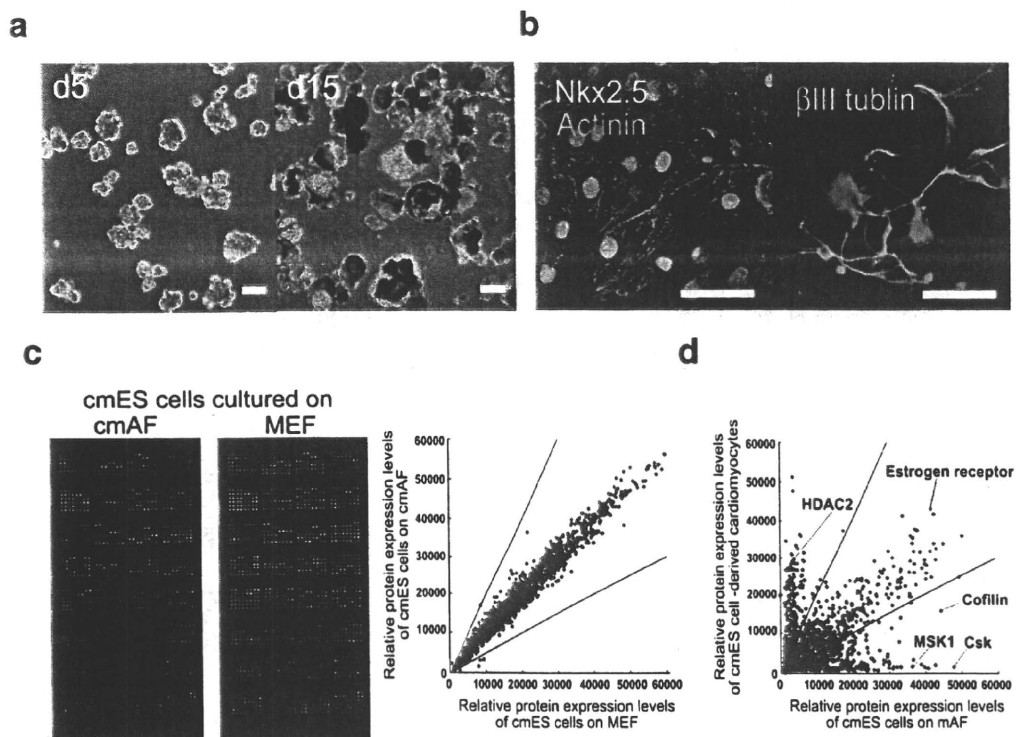 a
b
d5
d15
Nkx2.5
Actinin
βIII tublin
c
d
cmES cells cultured on
cmAF
MEF
Relative protein expression levels
of cmES cells on cmAF
60000
50000
40000
30000
20000
10000
0
0
10000
20000
30000
40000
50000
60000
Relative protein expression levels
of cmES cells on MEF
Relative protein expression levels
of cmES cell -derived cardiomyocytes
60000
50000
40000
30000
20000
10000
0
HDAC2
Estrogen receptor
Cofilin
MSK1
Csk
0
10000
20000
30000
40000
50000
60000
Relative protein expression levels
of cmES cells on mAF